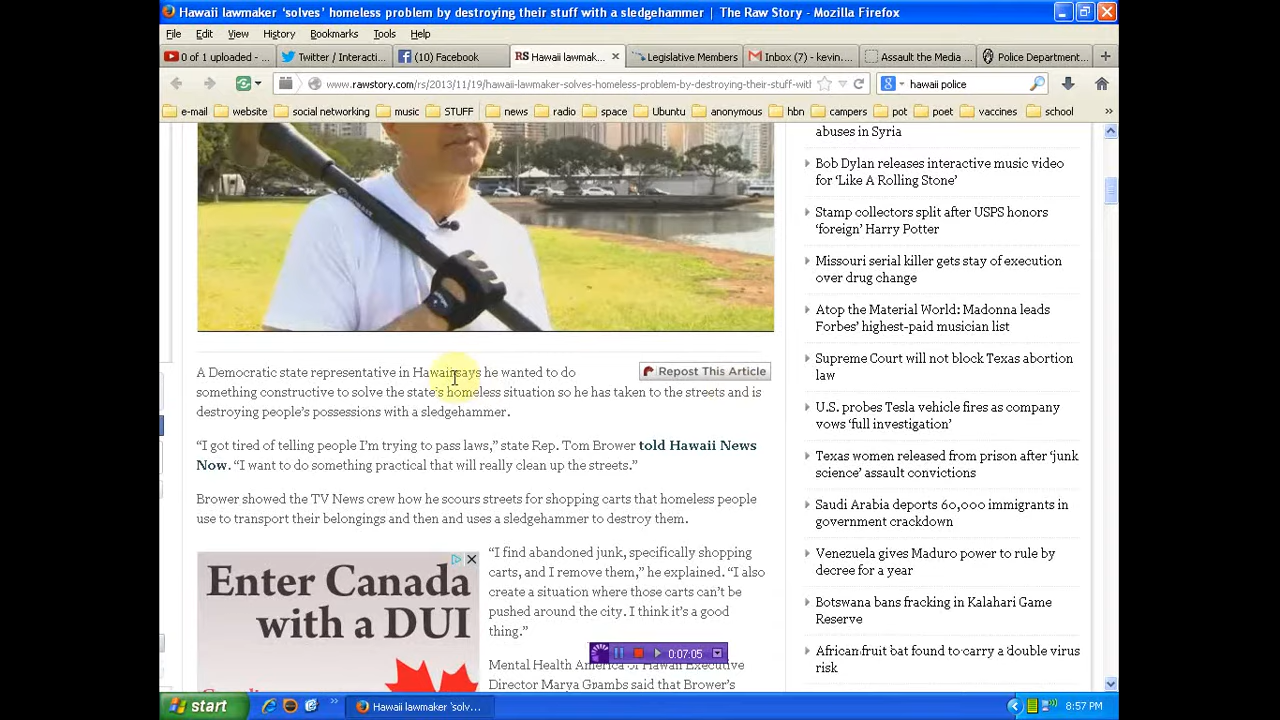 Hawaii lawmaker ‘solves’ homeless problem by destroying their stuff with a sledgehammer | The Raw Story - Mozilla Firefox
File Edit View History Bookmarks Tools Help
0 of 1 uploaded - ... Twitter / Interacti... (10) Facebook RS Hawaii lawmak... Legislative Members Inbox (7) - kevin.... Assault the Media ... Police Department...
www.rawstory.com/rs/2013/11/19/hawaii-lawmaker-solves-homeless-problem-by-destroying-their-stuff-wit hawaii police
e-mail website social networking music STUFF news radio space Ubuntu anonymous hbn campers pot poet vaccines school
abuses in Syria
Bob Dylan releases interactive music video
for ‘Like A Rolling Stone’
Stamp collectors split after USPS honors
‘foreign’ Harry Potter
Missouri serial killer gets stay of execution
over drug change
Atop the Material World: Madonna leads
Forbes’ highest-paid musician list
Supreme Court will not block Texas abortion
law
U.S. probes Tesla vehicle fires as company
vows ‘full investigation’
Texas women released from prison after ‘junk
science’ assault convictions
Saudi Arabia deports 60,000 immigrants in
government crackdown
Venezuela gives Maduro power to rule by
decree for a year
Botswana bans fracking in Kalahari Game
Reserve
African fruit bat found to carry a double virus
risk
A Democratic state representative in Hawaii says he wanted to do
something constructive to solve the state’s homeless situation so he has taken to the streets and is
destroying people’s possessions with a sledgehammer.
Repost This Article
“I got tired of telling people I’m trying to pass laws,” state Rep. Tom Brower told Hawaii News
Now. “I want to do something practical that will really clean up the streets.”
Brower showed the TV News crew how he scours streets for shopping carts that homeless people
use to transport their belongings and then and uses a sledgehammer to destroy them.
“I find abandoned junk, specifically shopping
carts, and I remove them,” he explained. “I also
create a situation where those carts can’t be
pushed around the city. I think it’s a good
thing.”
Mental Health America of Hawaii Executive
Director Marya Grambs said that Brower’s
Enter Canada
with a DUI
0:07:05
start Hawaii lawmaker ‘solv... 8:57 PM